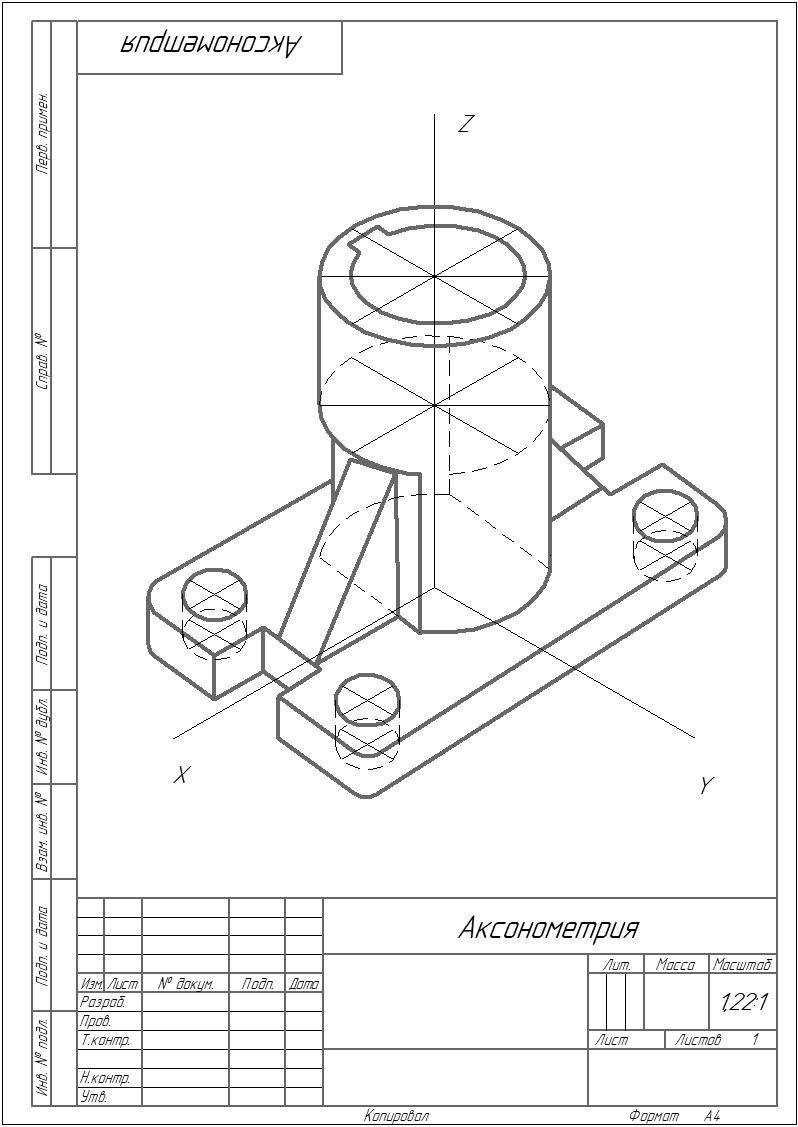 Аксонометрия
Перв. примен.
Справ. №
Подп. и дата
Инв. № дубл.
Взам. инв. №
Подп. и дата
Инв. № подл.
Z
X
Y
Аксонометрия
Лит. Масса Масштаб
Изм. Лист № докум. Подп. Дата
Разраб.
1,22:1
Пров.
Т.контр.
Лист Листов 1
Н.контр.
Утв.
Копировал Формат А4